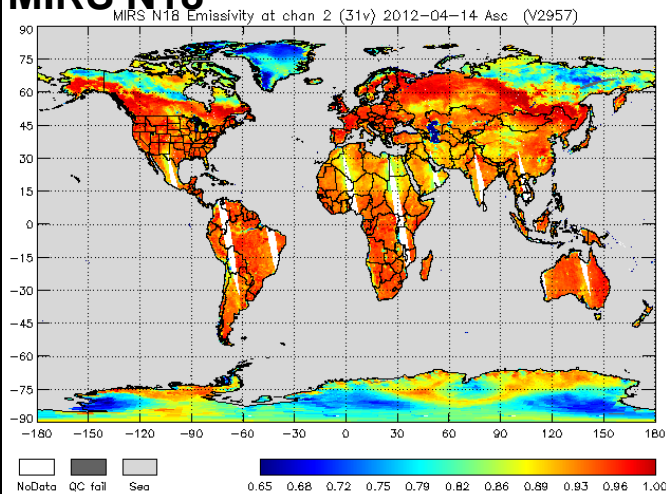 MIRS N18
MIRS N18 Emissivity at chan 2 (31v) 2012-04-14 Asc (V2957)
90
75
60
45
30
15
0
-15
-30
-45
-60
-75
-90
-180 -150 -120 -90 -60 -30 0 30 60 90 120 150 180
NoData QC fail Sea
0.65 0.68 0.72 0.75 0.79 0.82 0.86 0.89 0.93 0.96 1.00